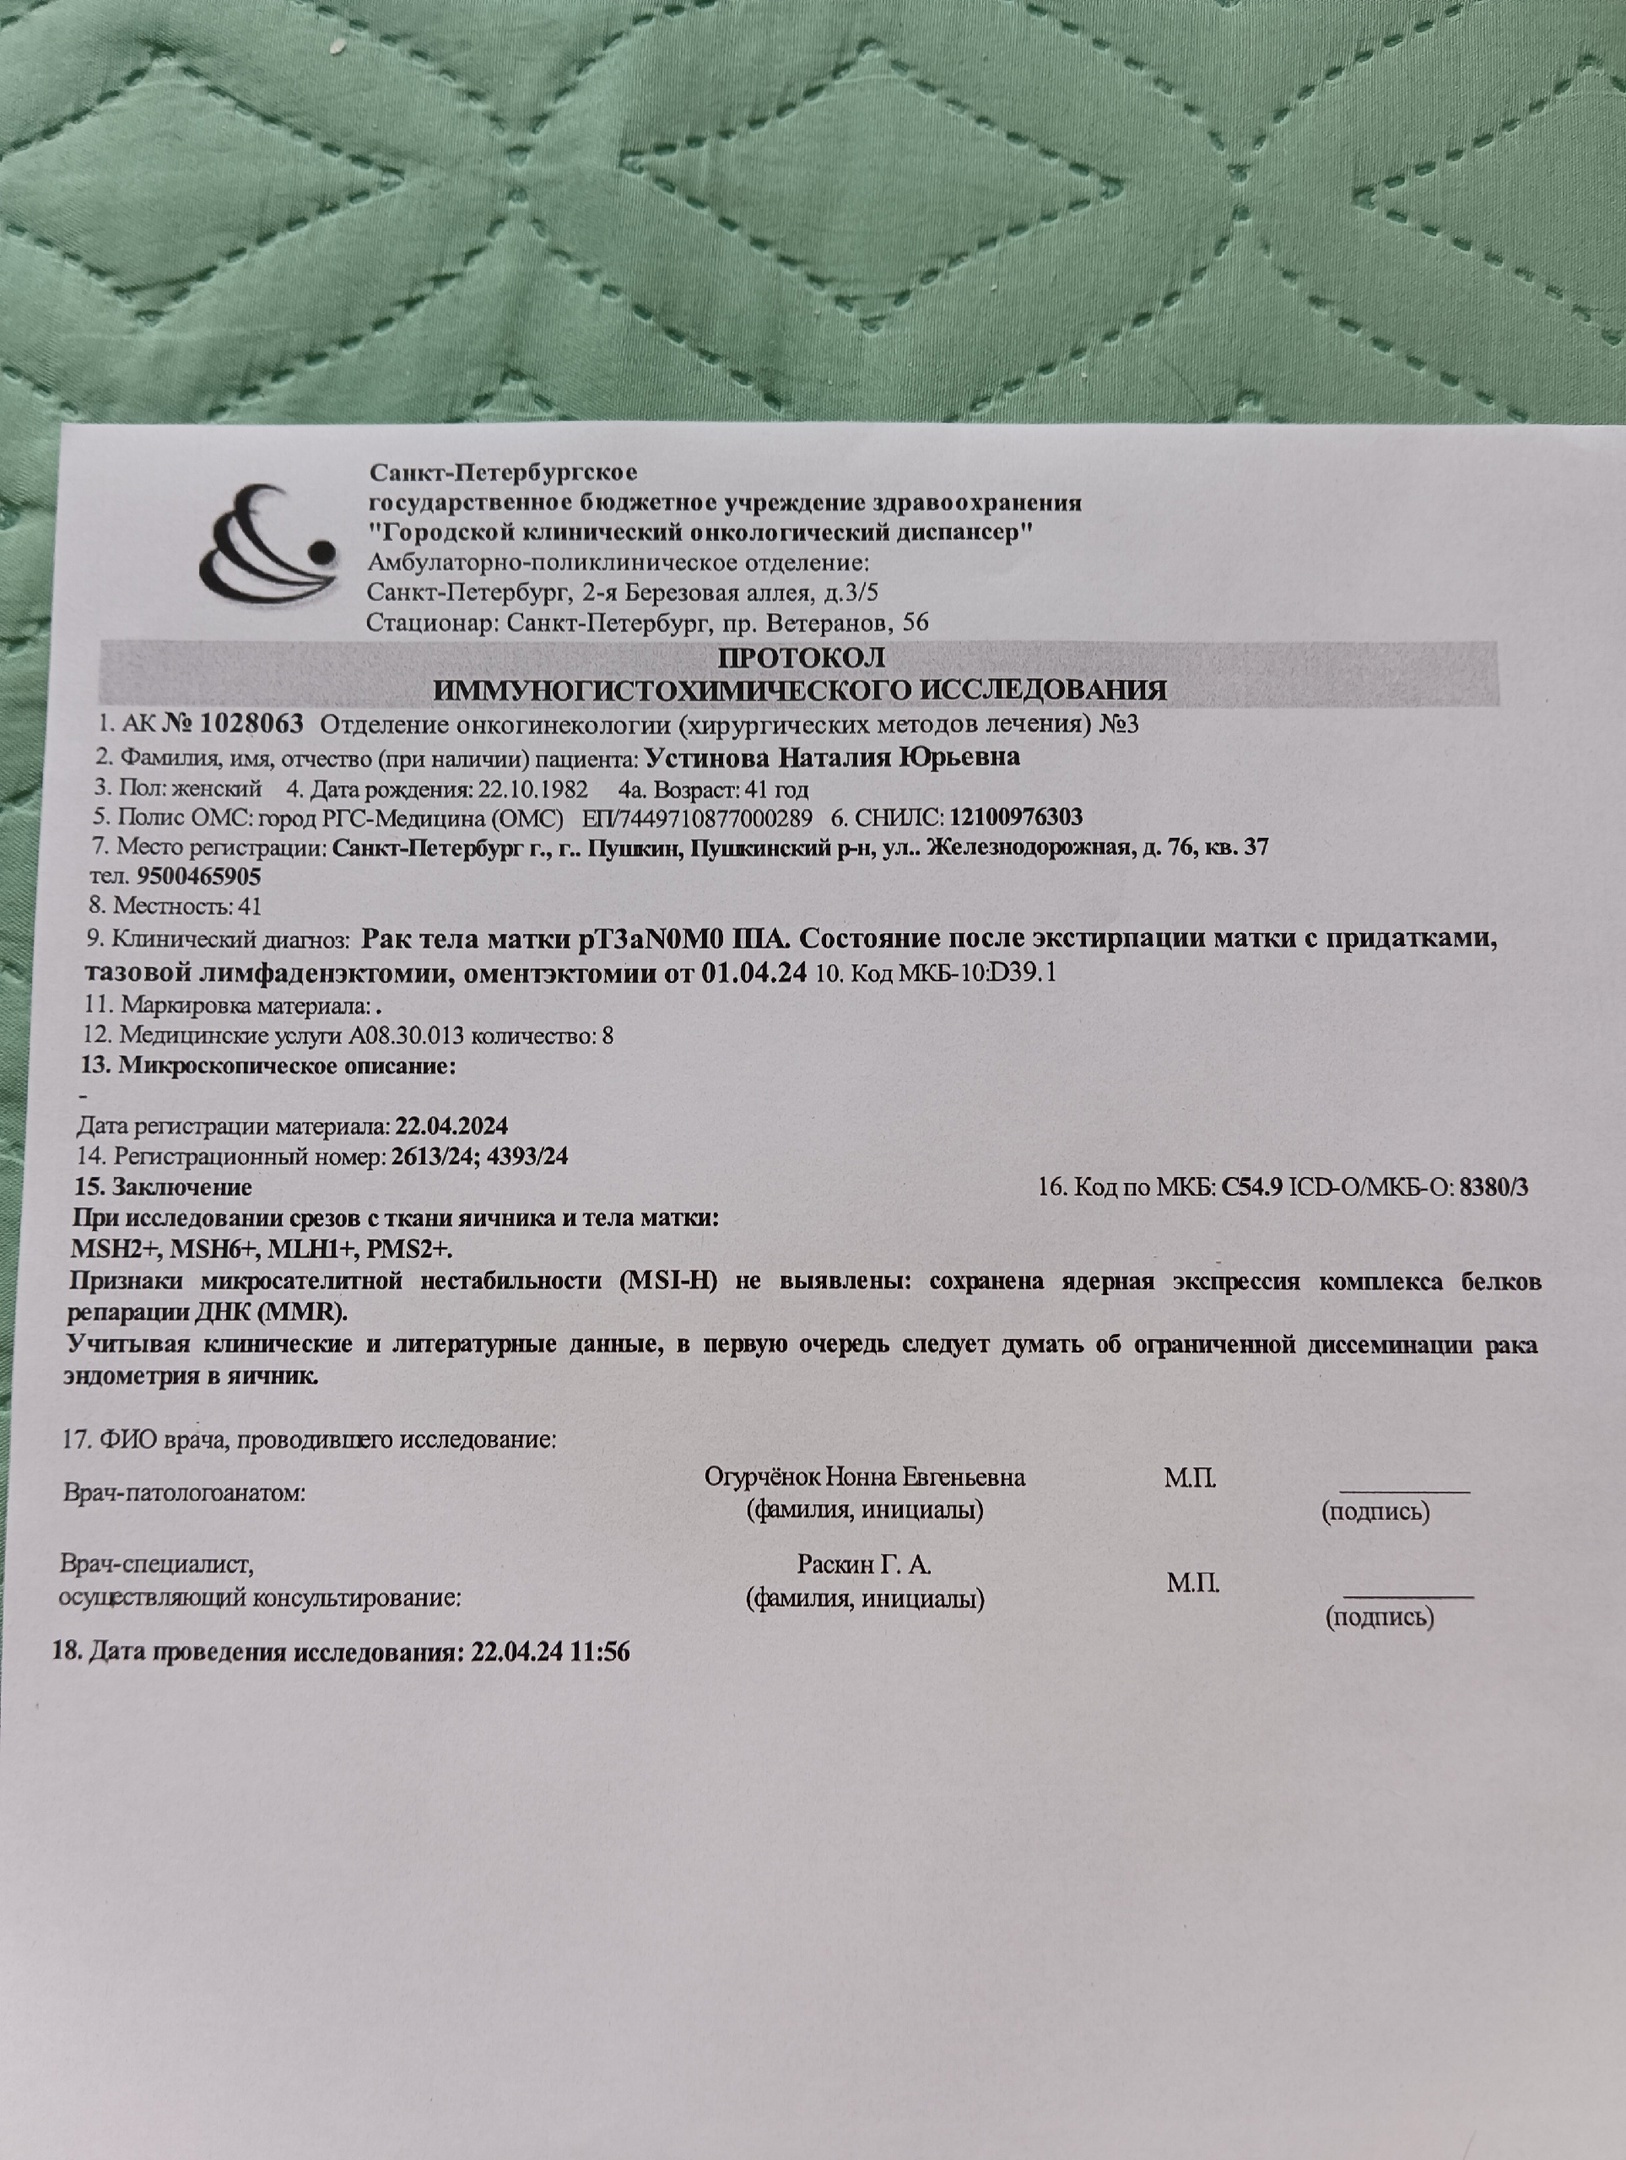 Санкт-Петербургское
государственное бюджетное учреждение здравоохранения
"Городской клинический онкологический диспансер"
Амбулаторно-поликлиническое отделение:
Санкт-Петербург, 2-я Березовая аллея, д.3/5
Стационар: Санкт-Петербург, пр. Ветеранов, 56
ПРОТОКОЛ
ИММУНОГИСТОХИМИЧЕСКОГО ИССЛЕДОВАНИЯ
1. АК № 1028063 Отделение онкогинекологии (хирургических методов лечения) №3
2. Фамилия, имя, отчество (при наличии) пациента: Устинова Наталия Юрьевна
3. Пол: женский 4. Дата рождения: 22.10.1982 4а. Возраст: 41 год
5. Полис ОМС: город РГС-Медицина (ОМС) ЕП/7449710877000289 6. СНИЛС: 12100976303
7. Место регистрации: Санкт-Петербург г., г.. Пушкин, Пушкинский р-н, ул.. Железнодорожная, д. 76, кв. 37
тел. 9500465905
8. Местность: 41
9. Клинический диагноз: Рак тела матки pT3aN0M0 IIIA. Состояние после экстирпации матки с придатками,
тазовой лимфаденэктомии, оментэктомии от 01.04.24 10. Код МКБ-10:D39.1
11. Маркировка материала: .
12. Медицинские услуги A08.30.013 количество: 8
13. Микроскопическое описание:
-
Дата регистрации материала: 22.04.2024
14. Регистрационный номер: 2613/24; 4393/24
15. Заключение 16. Код по МКБ: C54.9 ICD-O/МКБ-О: 8380/3
При исследовании срезов с ткани яичника и тела матки:
MSH2+, MSH6+, MLH1+, PMS2+.
Признаки микросателитной нестабильности (MSI-H) не выявлены: сохранена ядерная экспрессия комплекса белков
репарации ДНК (MMR).
Учитывая клинические и литературные данные, в первую очередь следует думать об ограниченной диссеминации рака
эндометрия в яичник.
17. ФИО врача, проводившего исследование:
Врач-патологоанатом: Огурчёнок Нонна Евгеньевна М.П.
(фамилия, инициалы) (подпись)
Врач-специалист,
осуществляющий консультирование: Раскин Г. А. М.П.
(фамилия, инициалы) (подпись)
18. Дата проведения исследования: 22.04.24 11:56